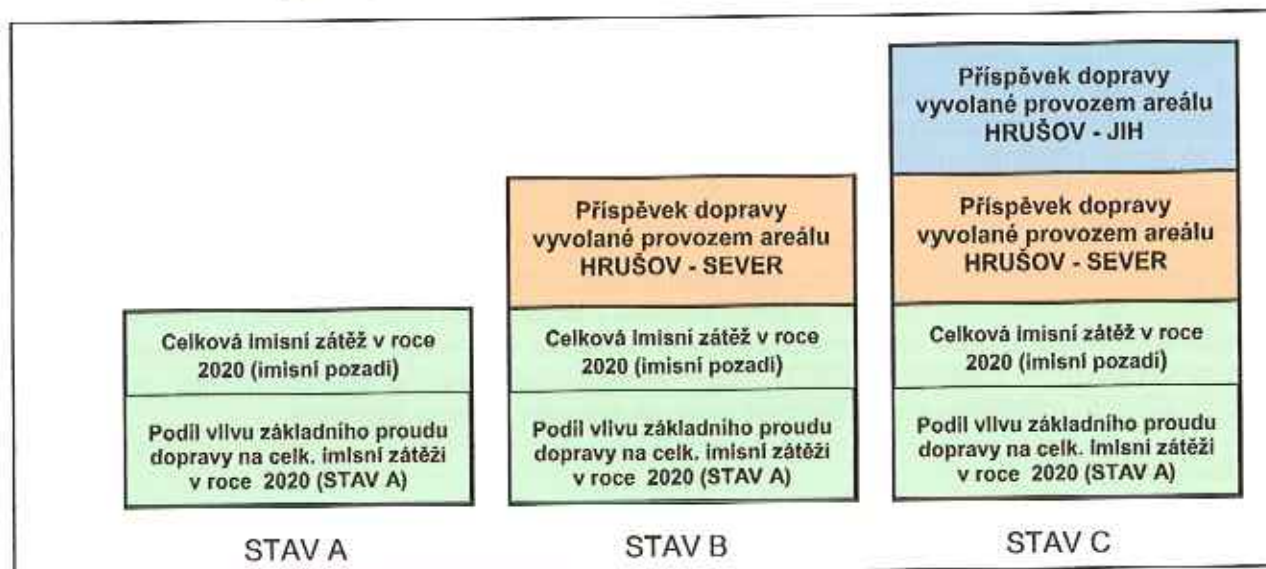 Celková imisní zátěž v roce
2020 (imisní pozadí)
Podíl vlivu základního proudu
dopravy na celk. imisní zátěži
v roce 2020 (STAV A)
STAV A
Příspěvek dopravy
vyvolané provozem areálu
HRUŠOV - SEVER
Celková imisní zátěž v roce
2020 (imisní pozadí)
Podíl vlivu základního proudu
dopravy na celk. imisní zátěži
v roce 2020 (STAV A)
STAV B
Příspěvek dopravy
vyvolané provozem areálu
HRUŠOV - JIH
Příspěvek dopravy
vyvolané provozem areálu
HRUŠOV - SEVER
Celková imisní zátěž v roce
2020 (imisní pozadí)
Podíl vlivu základního proudu
dopravy na celk. imisní zátěži
v roce 2020 (STAV A)
STAV C